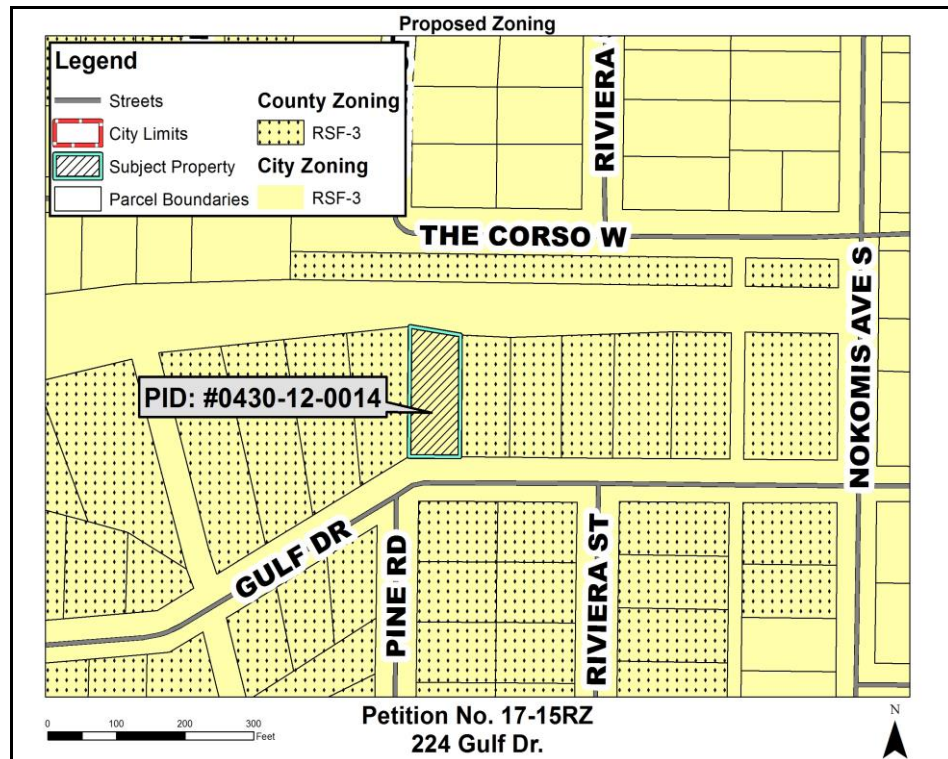 Proposed Zoning
Legend
Streets
City Limits
Subject Property
Parcel Boundaries
County Zoning
RSF-3
City Zoning
RSF-3
RIVIERA
THE CORSO W
NOKOMIS AVE S
PID: #0430-12-0014
GULF DR
PINE RD
RIVIERA ST
0 100 200 300
Feet
Petition No. 17-15RZ
224 Gulf Dr.
N